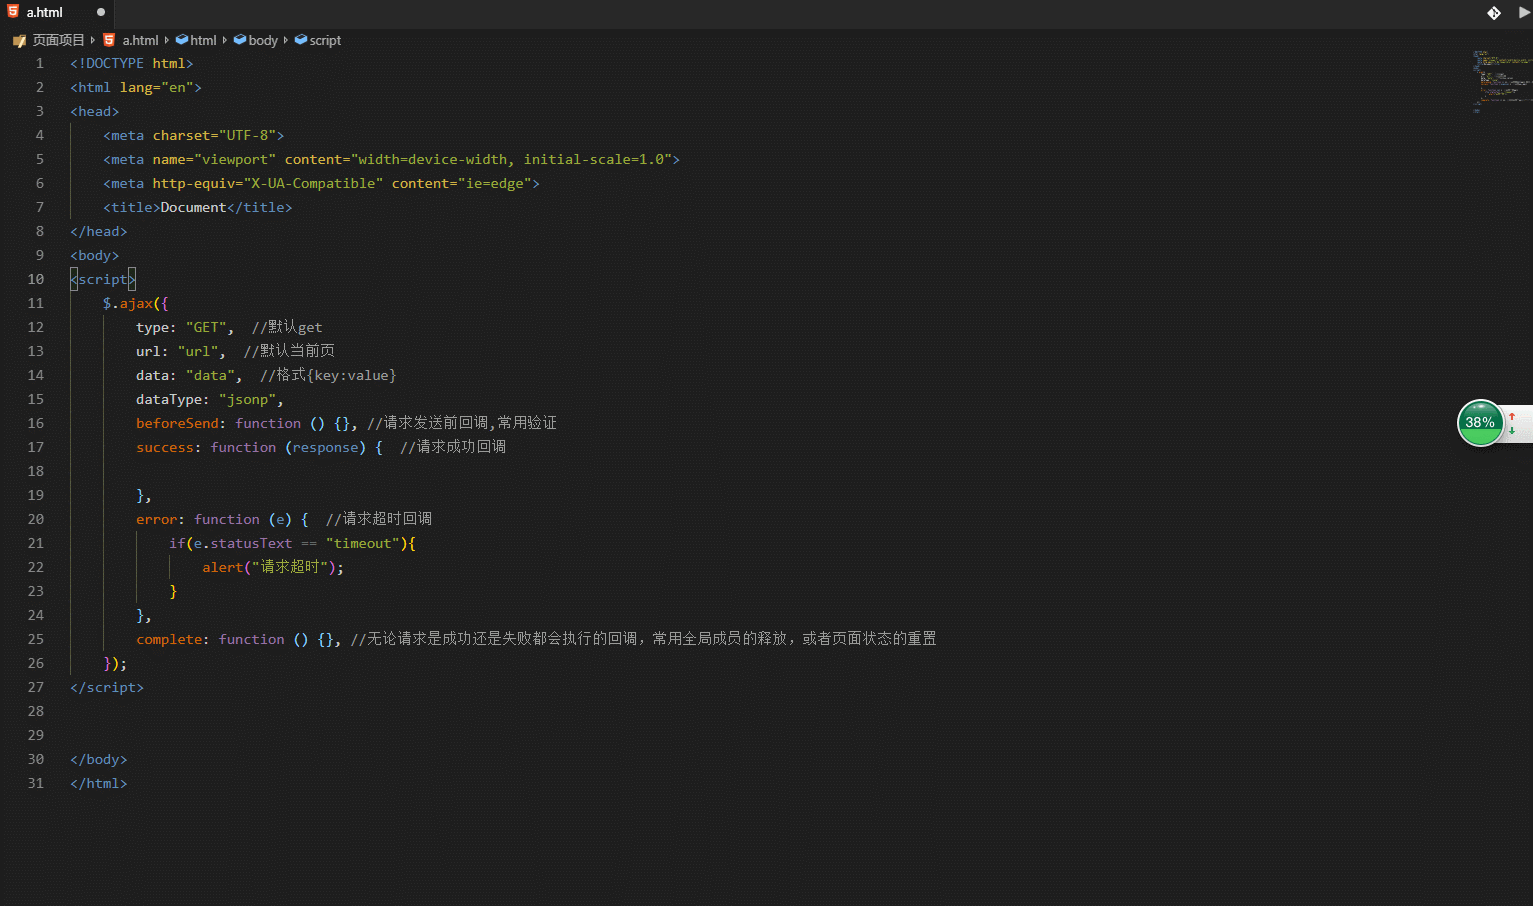 a.html
页面项目 a.html html body script
1 <!DOCTYPE html>
2 <html lang="en">
3 <head>
4 <meta charset="UTF-8">
5 <meta name="viewport" content="width=device-width, initial-scale=1.0">
6 <meta http-equiv="X-UA-Compatible" content="ie=edge">
7 <title>Document</title>
8 </head>
9 <body>
10 <script>
11 $.ajax({
12 type: "GET", //默认get
13 url: "url", //默认当前页
14 data: "data", //格式{key:value}
15 dataType: "jsonp",
16 beforeSend: function () {}, //请求发送前回调,常用验证
17 success: function (response) { //请求成功回调
18
19 },
20 error: function (e) { //请求超时回调
21 if(e.statusText == "timeout"){
22 alert("请求超时");
23 }
24 },
25 complete: function () {}, //无论请求是成功还是失败都会执行的回调，常用全局成员的释放，或者页面状态的重置
26 });
27 </script>
28
29
30 </body>
31 </html>
38%